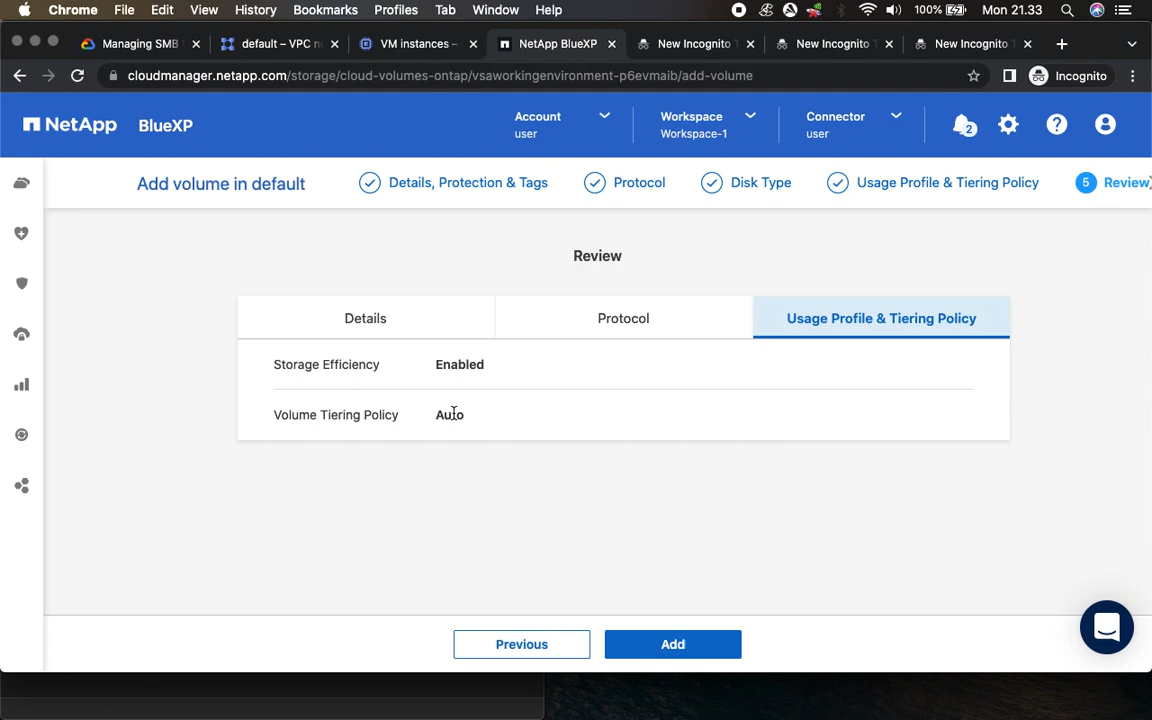 Chrome File Edit View History Bookmarks Profiles Tab Window Help 100% Mon 21.33
Managing SMB default – VPC n VM instances – NetApp BlueXP New Incognito T New Incognito T New Incognito T
cloudmanager.netapp.com/storage/cloud-volumes-ontap/vsaworkingenvironment-p6evmaib/add-volume Incognito
NetApp BlueXP
Account
user
Workspace
Workspace-1
Connector
user
2
Add volume in default Details, Protection & Tags Protocol Disk Type Usage Profile & Tiering Policy 5 Review
Review
Details Protocol Usage Profile & Tiering Policy
Storage Efficiency Enabled
Volume Tiering Policy Auto
Previous Add